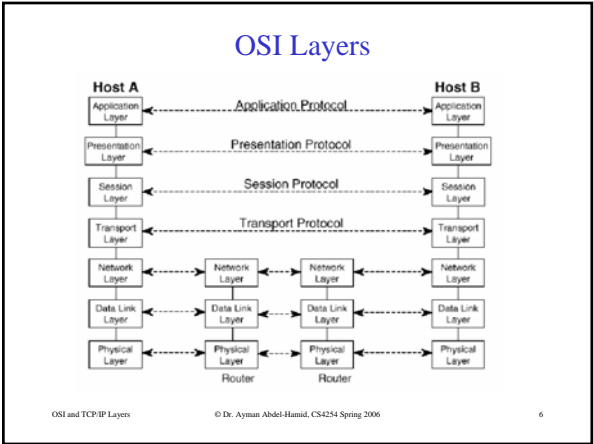 OSI Layers
Host A
Host B
Application Layer
Application Protocol
Application Layer
Presentation Layer
Presentation Protocol
Presentation Layer
Session Layer
Session Protocol
Session Layer
Transport Layer
Transport Protocol
Transport Layer
Network Layer
Network Layer
Network Layer
Network Layer
Data Link Layer
Data Link Layer
Data Link Layer
Data Link Layer
Physical Layer
Physical Layer
Physical Layer
Physical Layer
Router
Router
OSI and TCP/IP Layers
© Dr. Ayman Abdel-Hamid, CS4254 Spring 2006
6